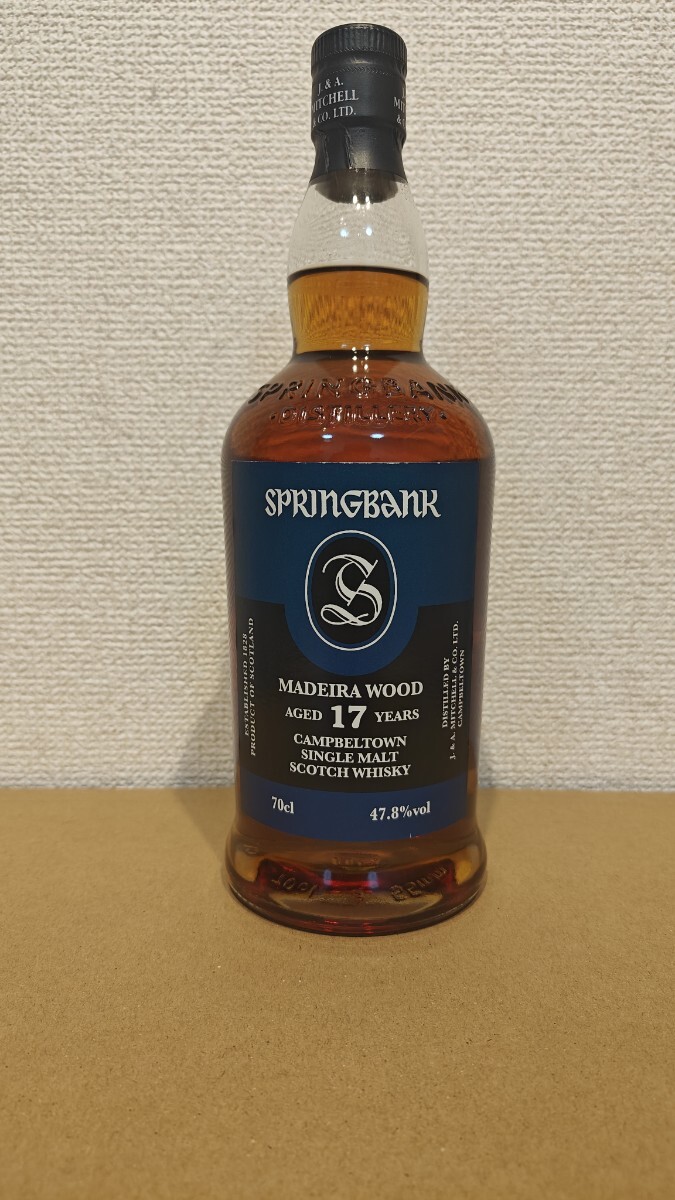 J. & A.
MITCHELL
& CO. LTD.
SPRINGBANK
·DISTILLERY·
SPRINGBANK
S
MADEIRA WOOD
AGED 17 YEARS
CAMPBELTOWN
SINGLE MALT
SCOTCH WHISKY
70cl
47.8%vol
ESTABLISHED 1828
PRODUCT OF SCOTLAND
DISTILLED BY
J. & A. MITCHELL & CO. LTD.
CAMPBELTOWN